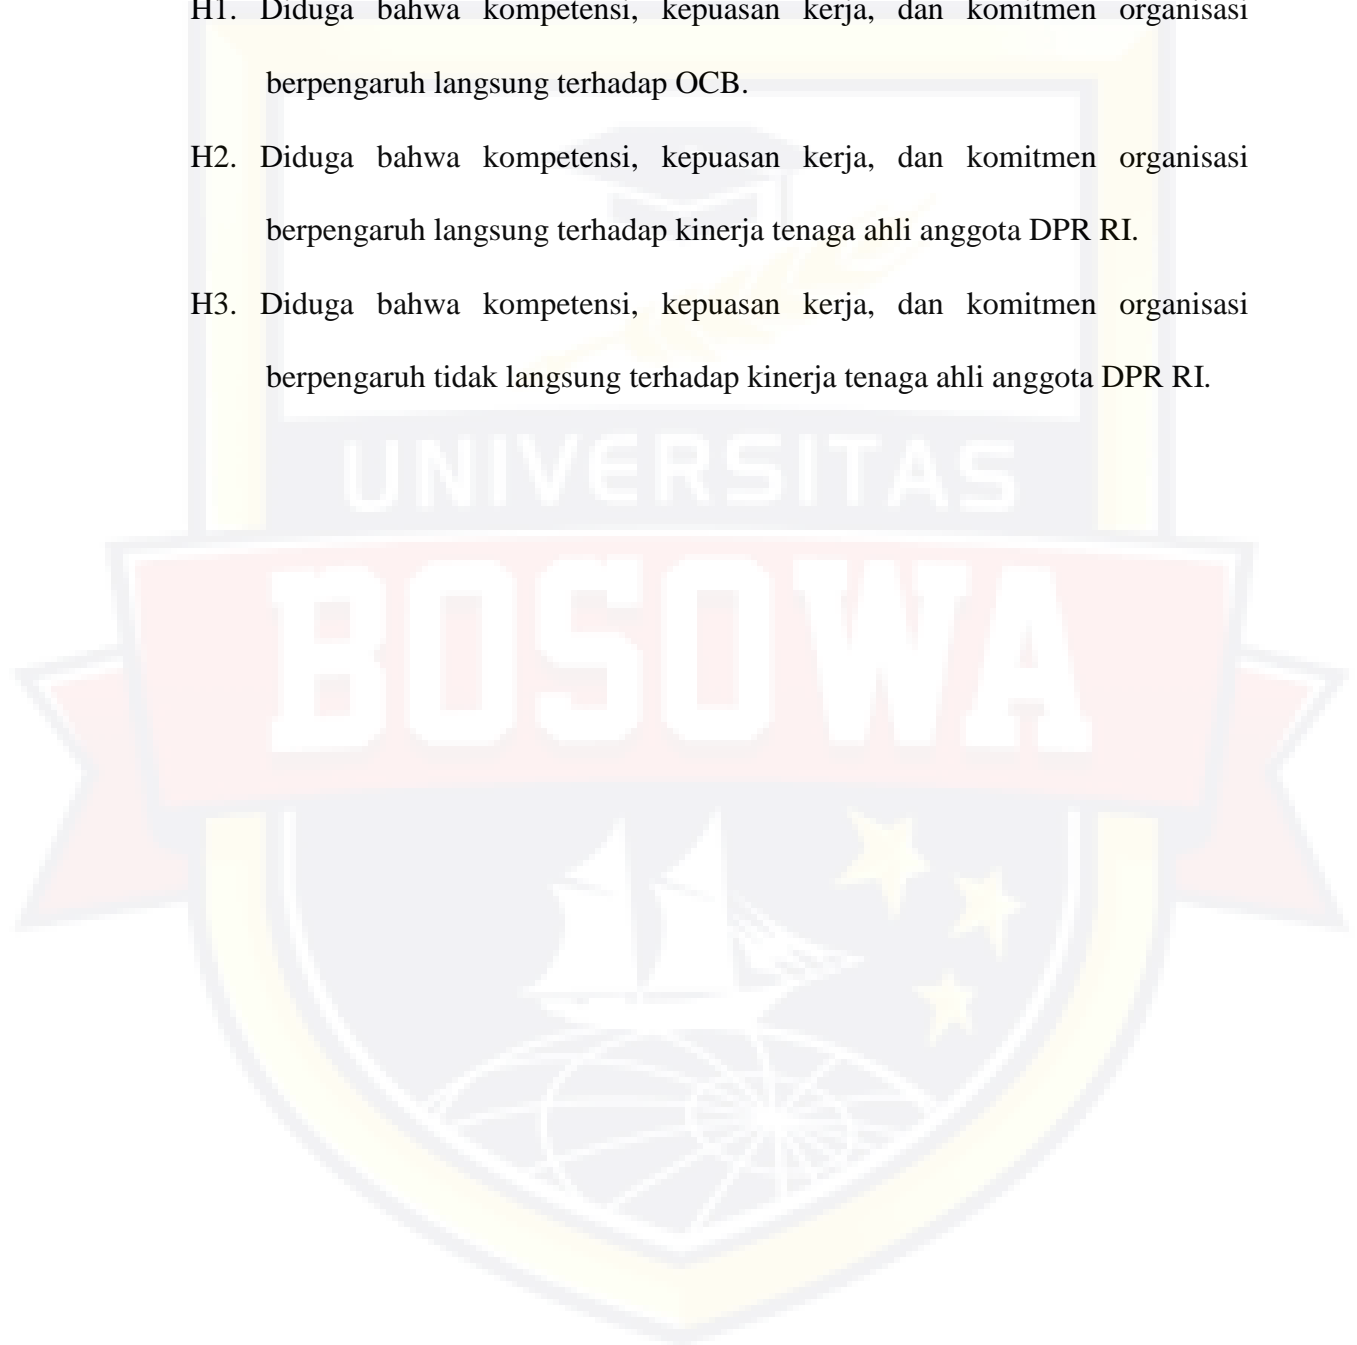 H1. Diduga bahwa kompetensi, kepuasan kerja, dan komitmen organisasi
berpengaruh langsung terhadap OCB.
H2. Diduga bahwa kompetensi, kepuasan kerja, dan komitmen organisasi
berpengaruh langsung terhadap kinerja tenaga ahli anggota DPR RI.
H3. Diduga bahwa kompetensi, kepuasan kerja, dan komitmen organisasi
berpengaruh tidak langsung terhadap kinerja tenaga ahli anggota DPR RI.
UNIVERSITAS
BOSOWA